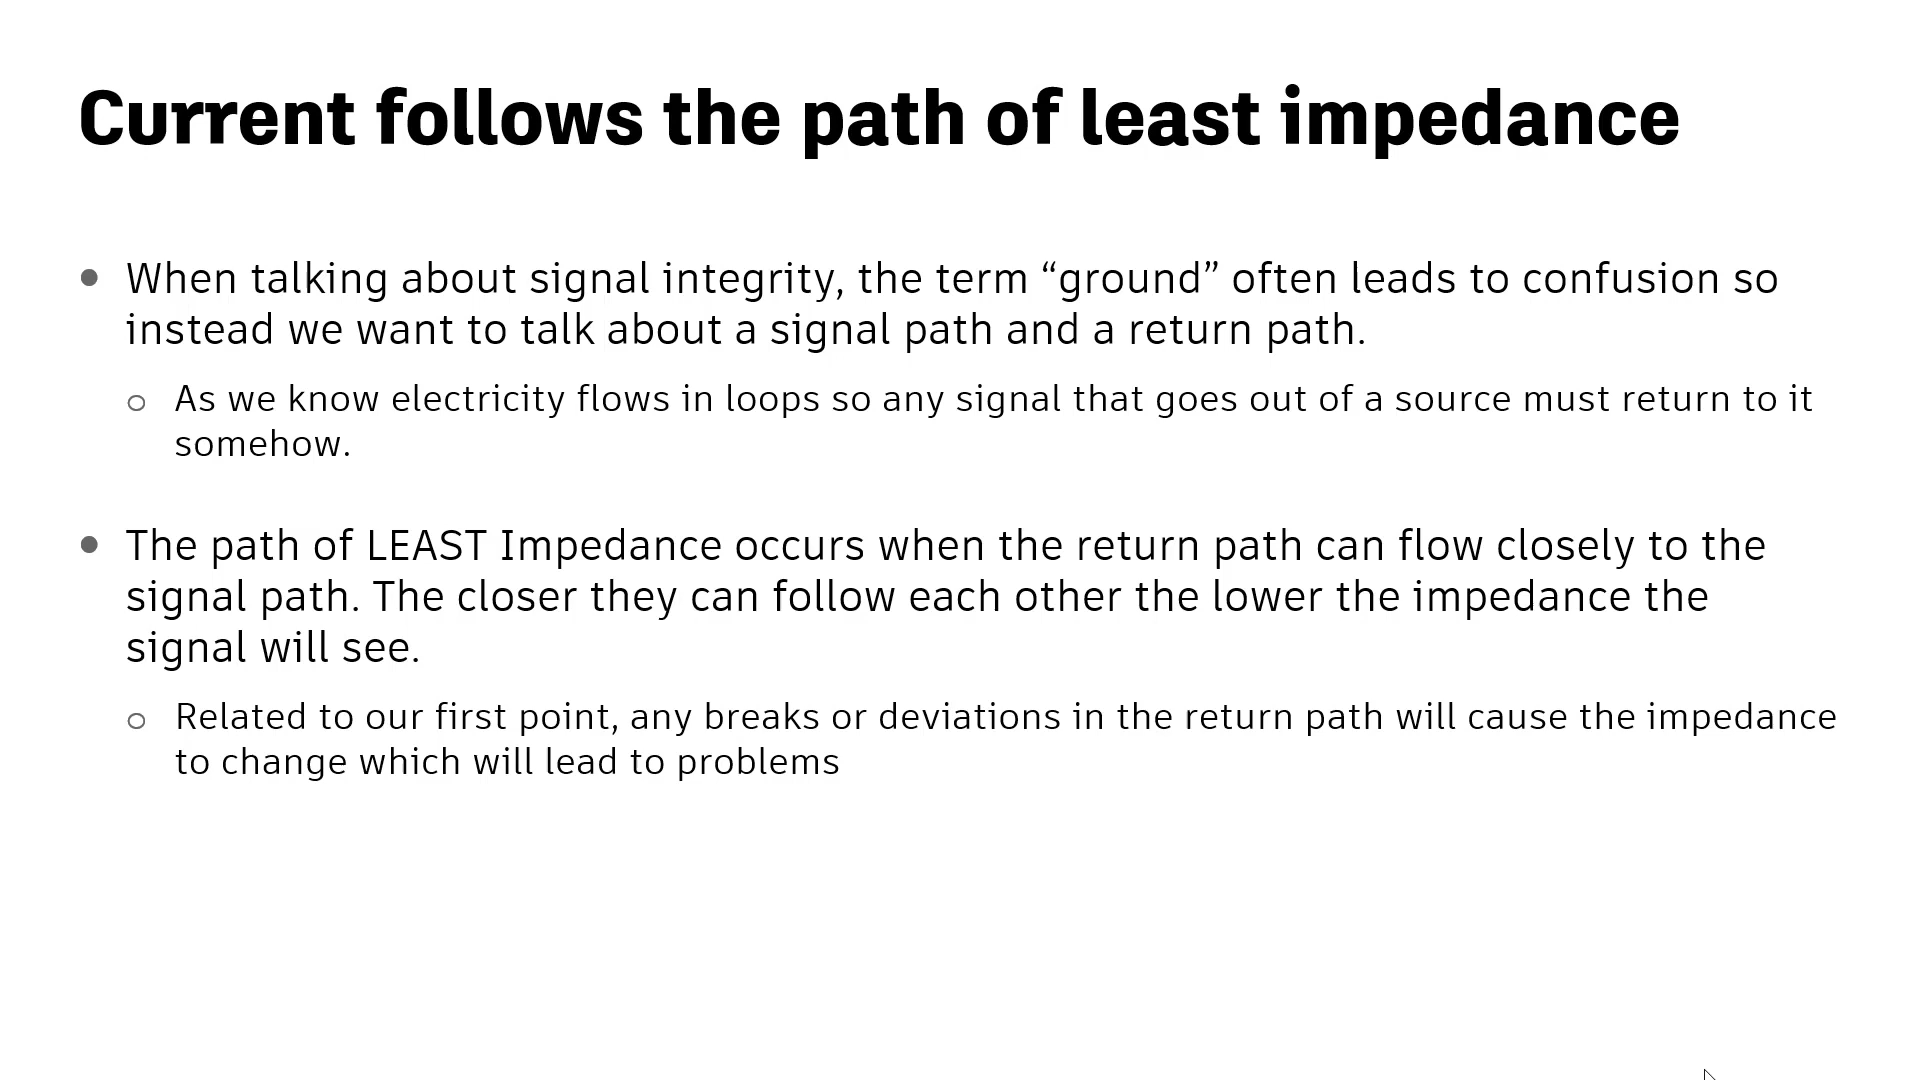 Current follows the path of least impedance
When talking about signal integrity, the term “ground” often leads to confusion so
instead we want to talk about a signal path and a return path.
As we know electricity flows in loops so any signal that goes out of a source must return to it
somehow.
The path of LEAST Impedance occurs when the return path can flow closely to the
signal path. The closer they can follow each other the lower the impedance the
signal will see.
Related to our first point, any breaks or deviations in the return path will cause the impedance
to change which will lead to problems